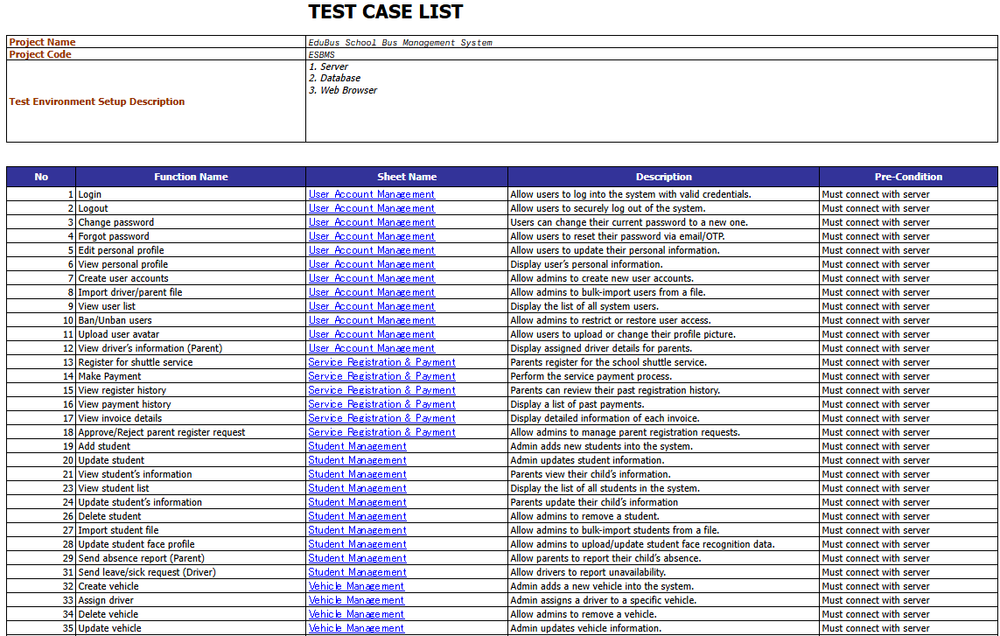 TEST CASE LIST
Project Name EduBus School Bus Management System
Project Code ESBMS
Test Environment Setup Description
1. Server
2. Database
3. Web Browser
No Function Name Sheet Name Description Pre-Condition
1 Login User Account Management Allow users to log into the system with valid credentials. Must connect with server
2 Logout User Account Management Allow users to securely log out of the system. Must connect with server
3 Change password User Account Management Users can change their current password to a new one. Must connect with server
4 Forgot password User Account Management Allow users to reset their password via email/OTP. Must connect with server
5 Edit personal profile User Account Management Allow users to update their personal information. Must connect with server
6 View personal profile User Account Management Display user's personal information. Must connect with server
7 Create user accounts User Account Management Allow admins to create new user accounts. Must connect with server
8 Import driver/parent file User Account Management Allow admins to bulk-import users from a file. Must connect with server
9 View user list User Account Management Display the list of all system users. Must connect with server
10 Ban/Unban users User Account Management Allow admins to restrict or restore user access. Must connect with server
11 Upload user avatar User Account Management Allow users to upload or change their profile picture. Must connect with server
12 View driver's information (Parent) User Account Management Display assigned driver details for parents. Must connect with server
13 Register for shuttle service Service Registration & Payment Parents register for the school shuttle service. Must connect with server
14 Make Payment Service Registration & Payment Perform the service payment process. Must connect with server
15 View register history Service Registration & Payment Parents can review their past registration history. Must connect with server
16 View payment history Service Registration & Payment Display a list of past payments. Must connect with server
17 View invoice details Service Registration & Payment Display detailed information of each invoice. Must connect with server
18 Approve/Reject parent register request Service Registration & Payment Allow admins to manage parent registration requests. Must connect with server
19 Add student Student Management Admin adds new students into the system. Must connect with server
20 Update student Student Management Admin updates student information. Must connect with server
21 View student's information Student Management Parents view their child's information. Must connect with server
23 View student list Student Management Display the list of all students in the system. Must connect with server
24 Update student's information Student Management Parents update their child's information Must connect with server
26 Delete student Student Management Allow admins to remove a student. Must connect with server
27 Import student file Student Management Allow admins to bulk-import students from a file. Must connect with server
28 Update student face profile Student Management Allow admins to upload/update student face recognition data. Must connect with server
29 Send absence report (Parent) Student Management Allow parents to report their child's absence. Must connect with server
31 Send leave/sick request (Driver) Student Management Allow drivers to report unavailability. Must connect with server
32 Create vehicle Vehicle Management Admin adds a new vehicle into the system. Must connect with server
33 Assign driver Vehicle Management Admin assigns a driver to a specific vehicle. Must connect with server
34 Delete vehicle Vehicle Management Allow admins to remove a vehicle. Must connect with server
35 Update vehicle Vehicle Management Admin updates vehicle information. Must connect with server